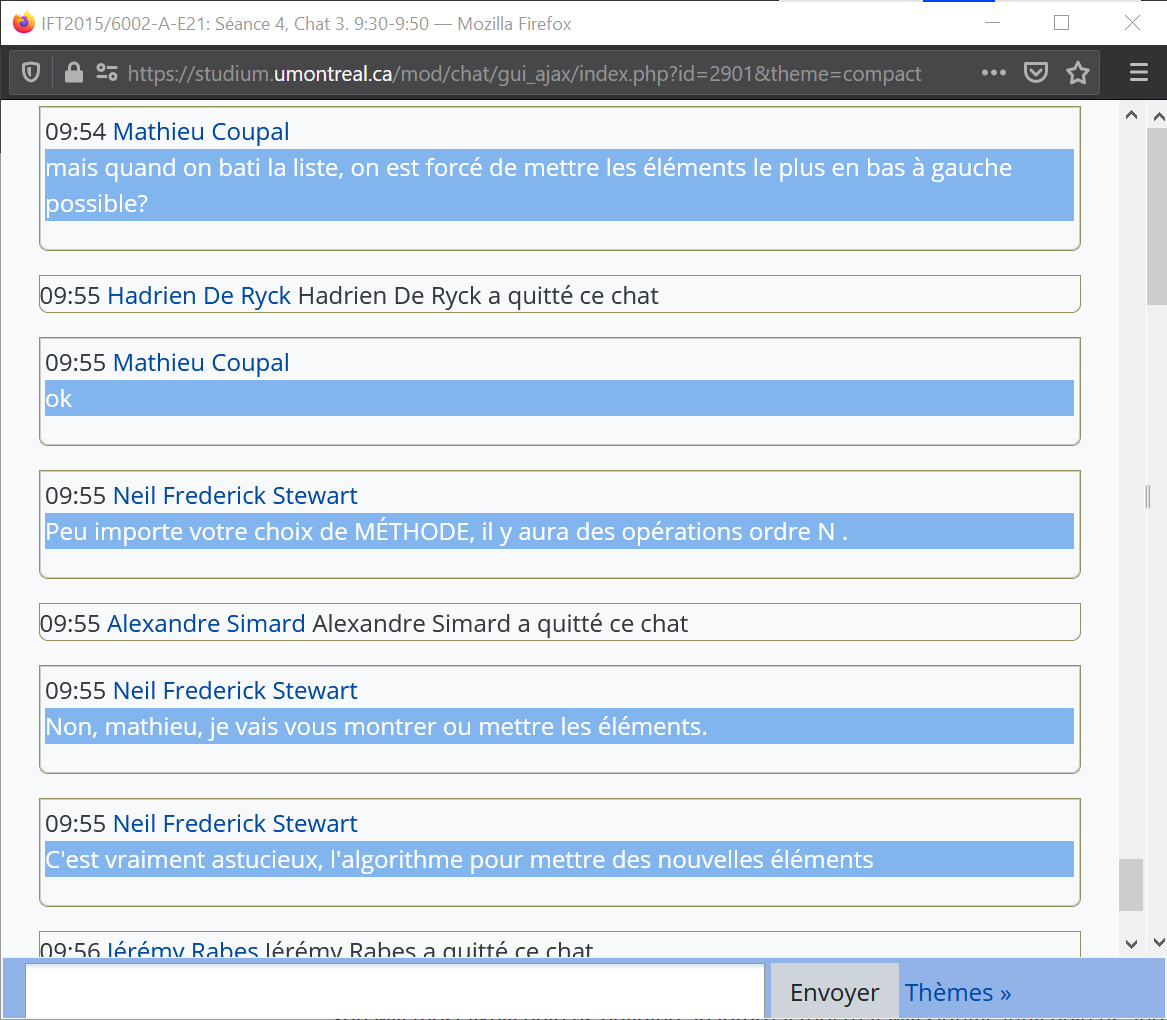 IFT2015/6002-A-E21: Séance 4, Chat 3. 9:30-9:50 — Mozilla Firefox
https://studium.umontreal.ca/mod/chat/gui_ajax/index.php?id=2901&theme=compact
09:54 Mathieu Coupal
mais quand on bati la liste, on est forcé de mettre les éléments le plus en bas à gauche
possible?
09:55 Hadrien De Ryck Hadrien De Ryck a quitté ce chat
09:55 Mathieu Coupal
ok
09:55 Neil Frederick Stewart
Peu importe votre choix de MÉTHODE, il y aura des opérations ordre N .
09:55 Alexandre Simard Alexandre Simard a quitté ce chat
09:55 Neil Frederick Stewart
Non, mathieu, je vais vous montrer ou mettre les éléments.
09:55 Neil Frederick Stewart
C'est vraiment astucieux, l'algorithme pour mettre des nouvelles éléments
09:56 Jérémy Rabes Jérémy Rabes a quitté ce chat
Envoyer Thèmes »